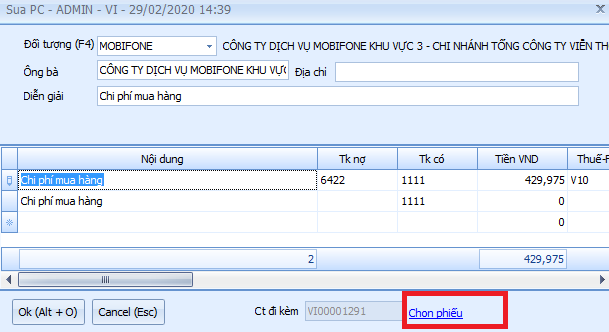 Sua PC - ADMIN - VI - 29/02/2020 14:39
Đối tượng (F4) MOBIFONE CÔNG TY DỊCH VỤ MOBIFONE KHU VỰC 3 - CHI NHÁNH TỔNG CÔNG TY VIỄN THÔ
Ông bà CÔNG TY DỊCH VỤ MOBIFONE KHU VỰC Địa chỉ
Diễn giải Chi phí mua hàng
Nội dung Tk nợ Tk có Tiền VND Thuế-F
Chi phí mua hàng 6422 1111 429,975 V10
Chi phí mua hàng 1111 0
0
2 429,975
Ok (Alt + O) Cancel (Esc) Ct đi kèm VI00001291 Chọn phiếu